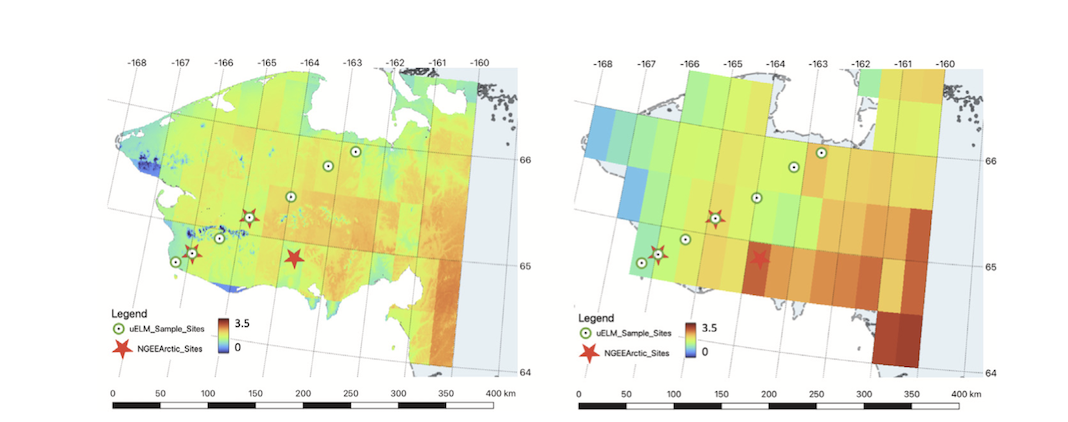 -168 -167 -166 -165 -164 -163 -162 -161 -160
66
65
64
Legend
uELM_Sample_Sites
NGEEArctic_Sites
3.5
0
0 50 100 150 200 250 300 350 400 km
-168 -167 -166 -165 -164 -163 -162 -161 -160
66
65
64
Legend
uELM_Sample_Sites
NGEEArctic_Sites
3.5
0
0 50 100 150 200 250 300 350 400 km